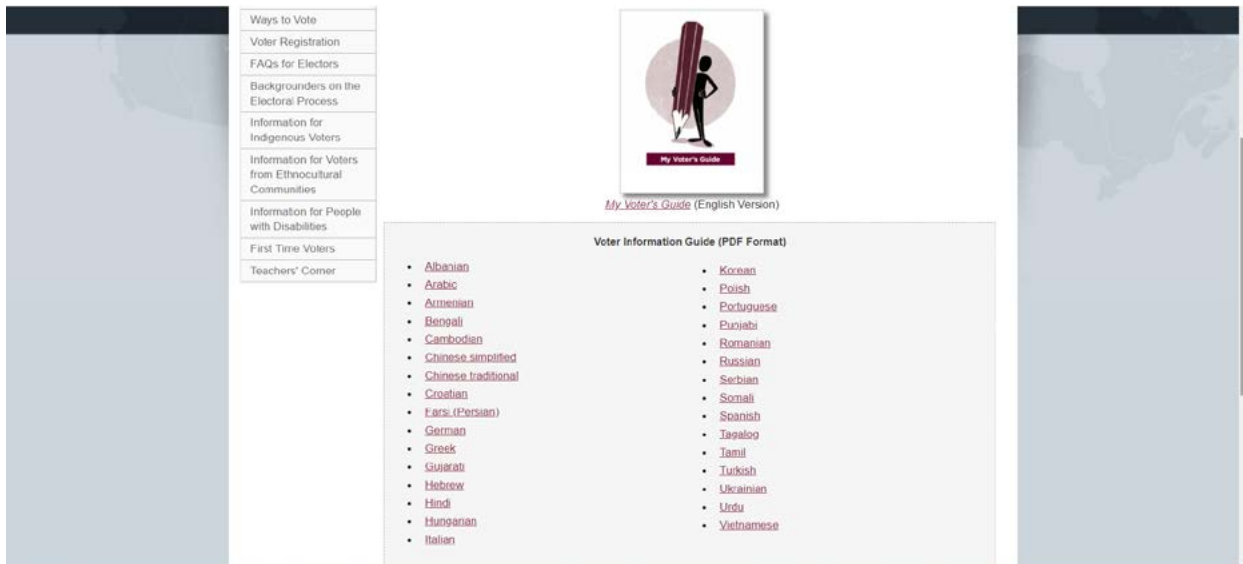 Ways to Vote
Voter Registration
FAQs for Electors
Backgrounders on the
Electoral Process
Information for
Indigenous Voters
Information for Voters
from Ethnocultural
Communities
Information for People
with Disabilities
First Time Voters
Teachers' Corner
My Voter's Guide
My Voter's Guide (English Version)
Voter Information Guide (PDF Format)
Albanian
Arabic
Armenian
Bengali
Cambodian
Chinese simplified
Chinese traditional
Croatian
Farsi (Persian)
German
Greek
Gujarati
Hebrew
Hindi
Hungarian
Italian
Korean
Polish
Portuguese
Punjabi
Romanian
Russian
Serbian
Somali
Spanish
Tagalog
Tamil
Turkish
Ukrainian
Urdu
Vietnamese